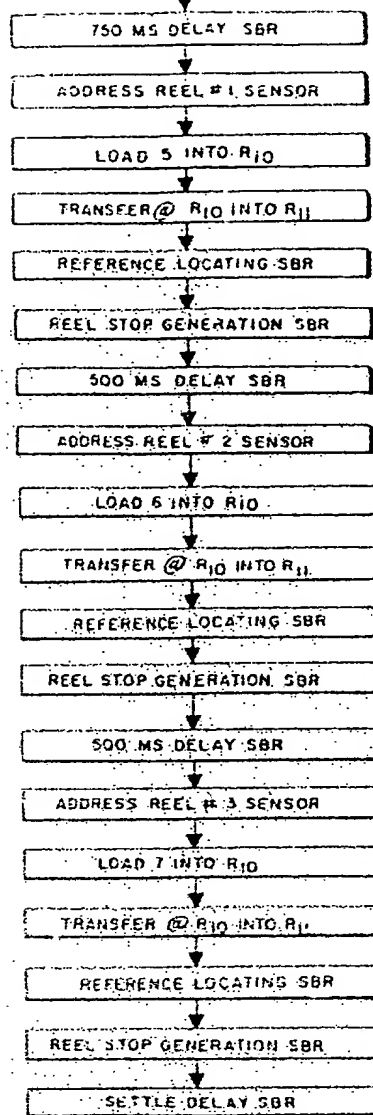 750 MS DELAY SBR
ADDRESS REEL # 1 SENSOR
LOAD 5 INTO R10
TRANSFER @ R10 INTO R11
REFERENCE LOCATING SBR
REEL STOP GENERATION SBR
500 MS DELAY SBR
ADDRESS REEL # 2 SENSOR
LOAD 6 INTO R10
TRANSFER @ R10 INTO R11
REFERENCE LOCATING SBR
REEL STOP GENERATION SBR
500 MS DELAY SBR
ADDRESS REEL # 3 SENSOR
LOAD 7 INTO R10
TRANSFER @ R10 INTO R11
REFERENCE LOCATING SBR
REEL STOP GENERATION SBR
SETTLE DELAY SBR